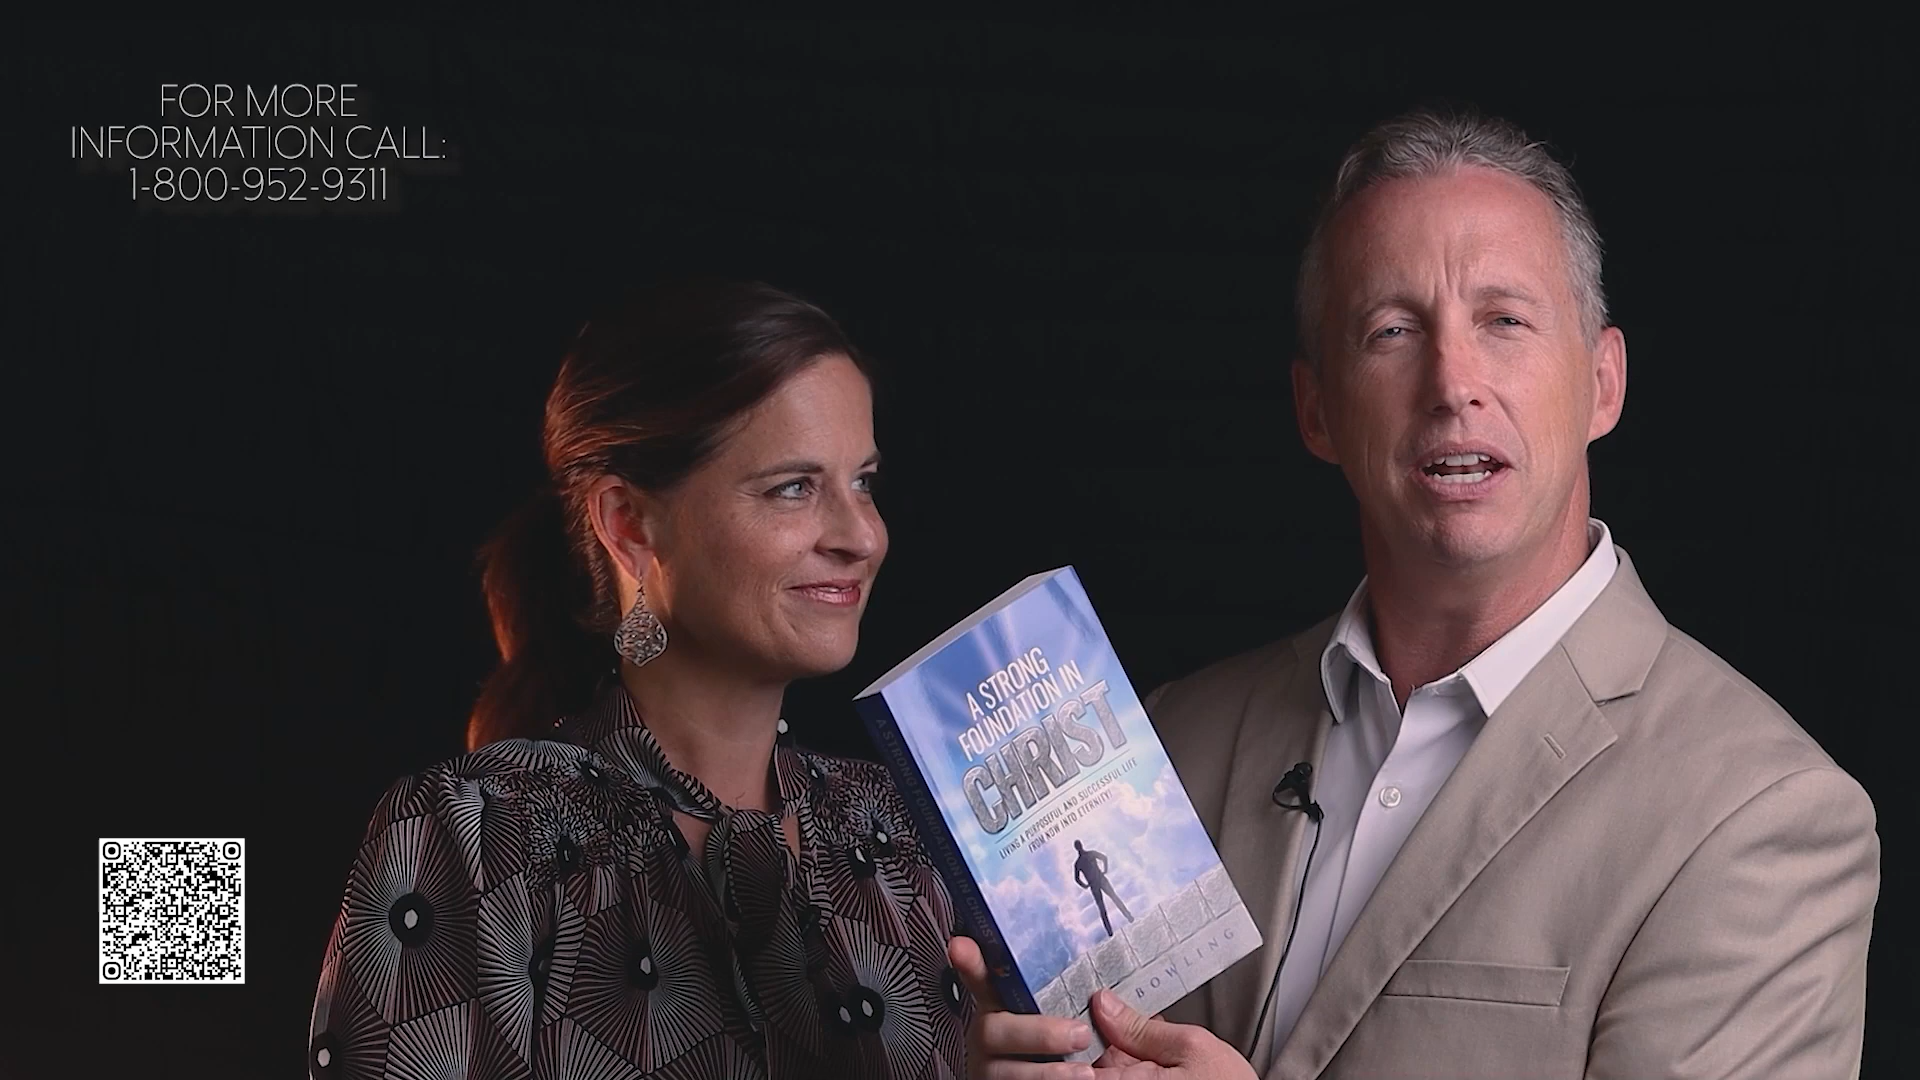 FOR MORE
INFORMATION CALL:
1-800-952-9311
A STRONG
FOUNDATION IN
CHRIST
LIVING A PURPOSEFUL AND SUCCESSFUL LIFE
FROM NOW INTO ETERNITY!
BOWLING
A STRONG FOUNDATION IN CHRIST